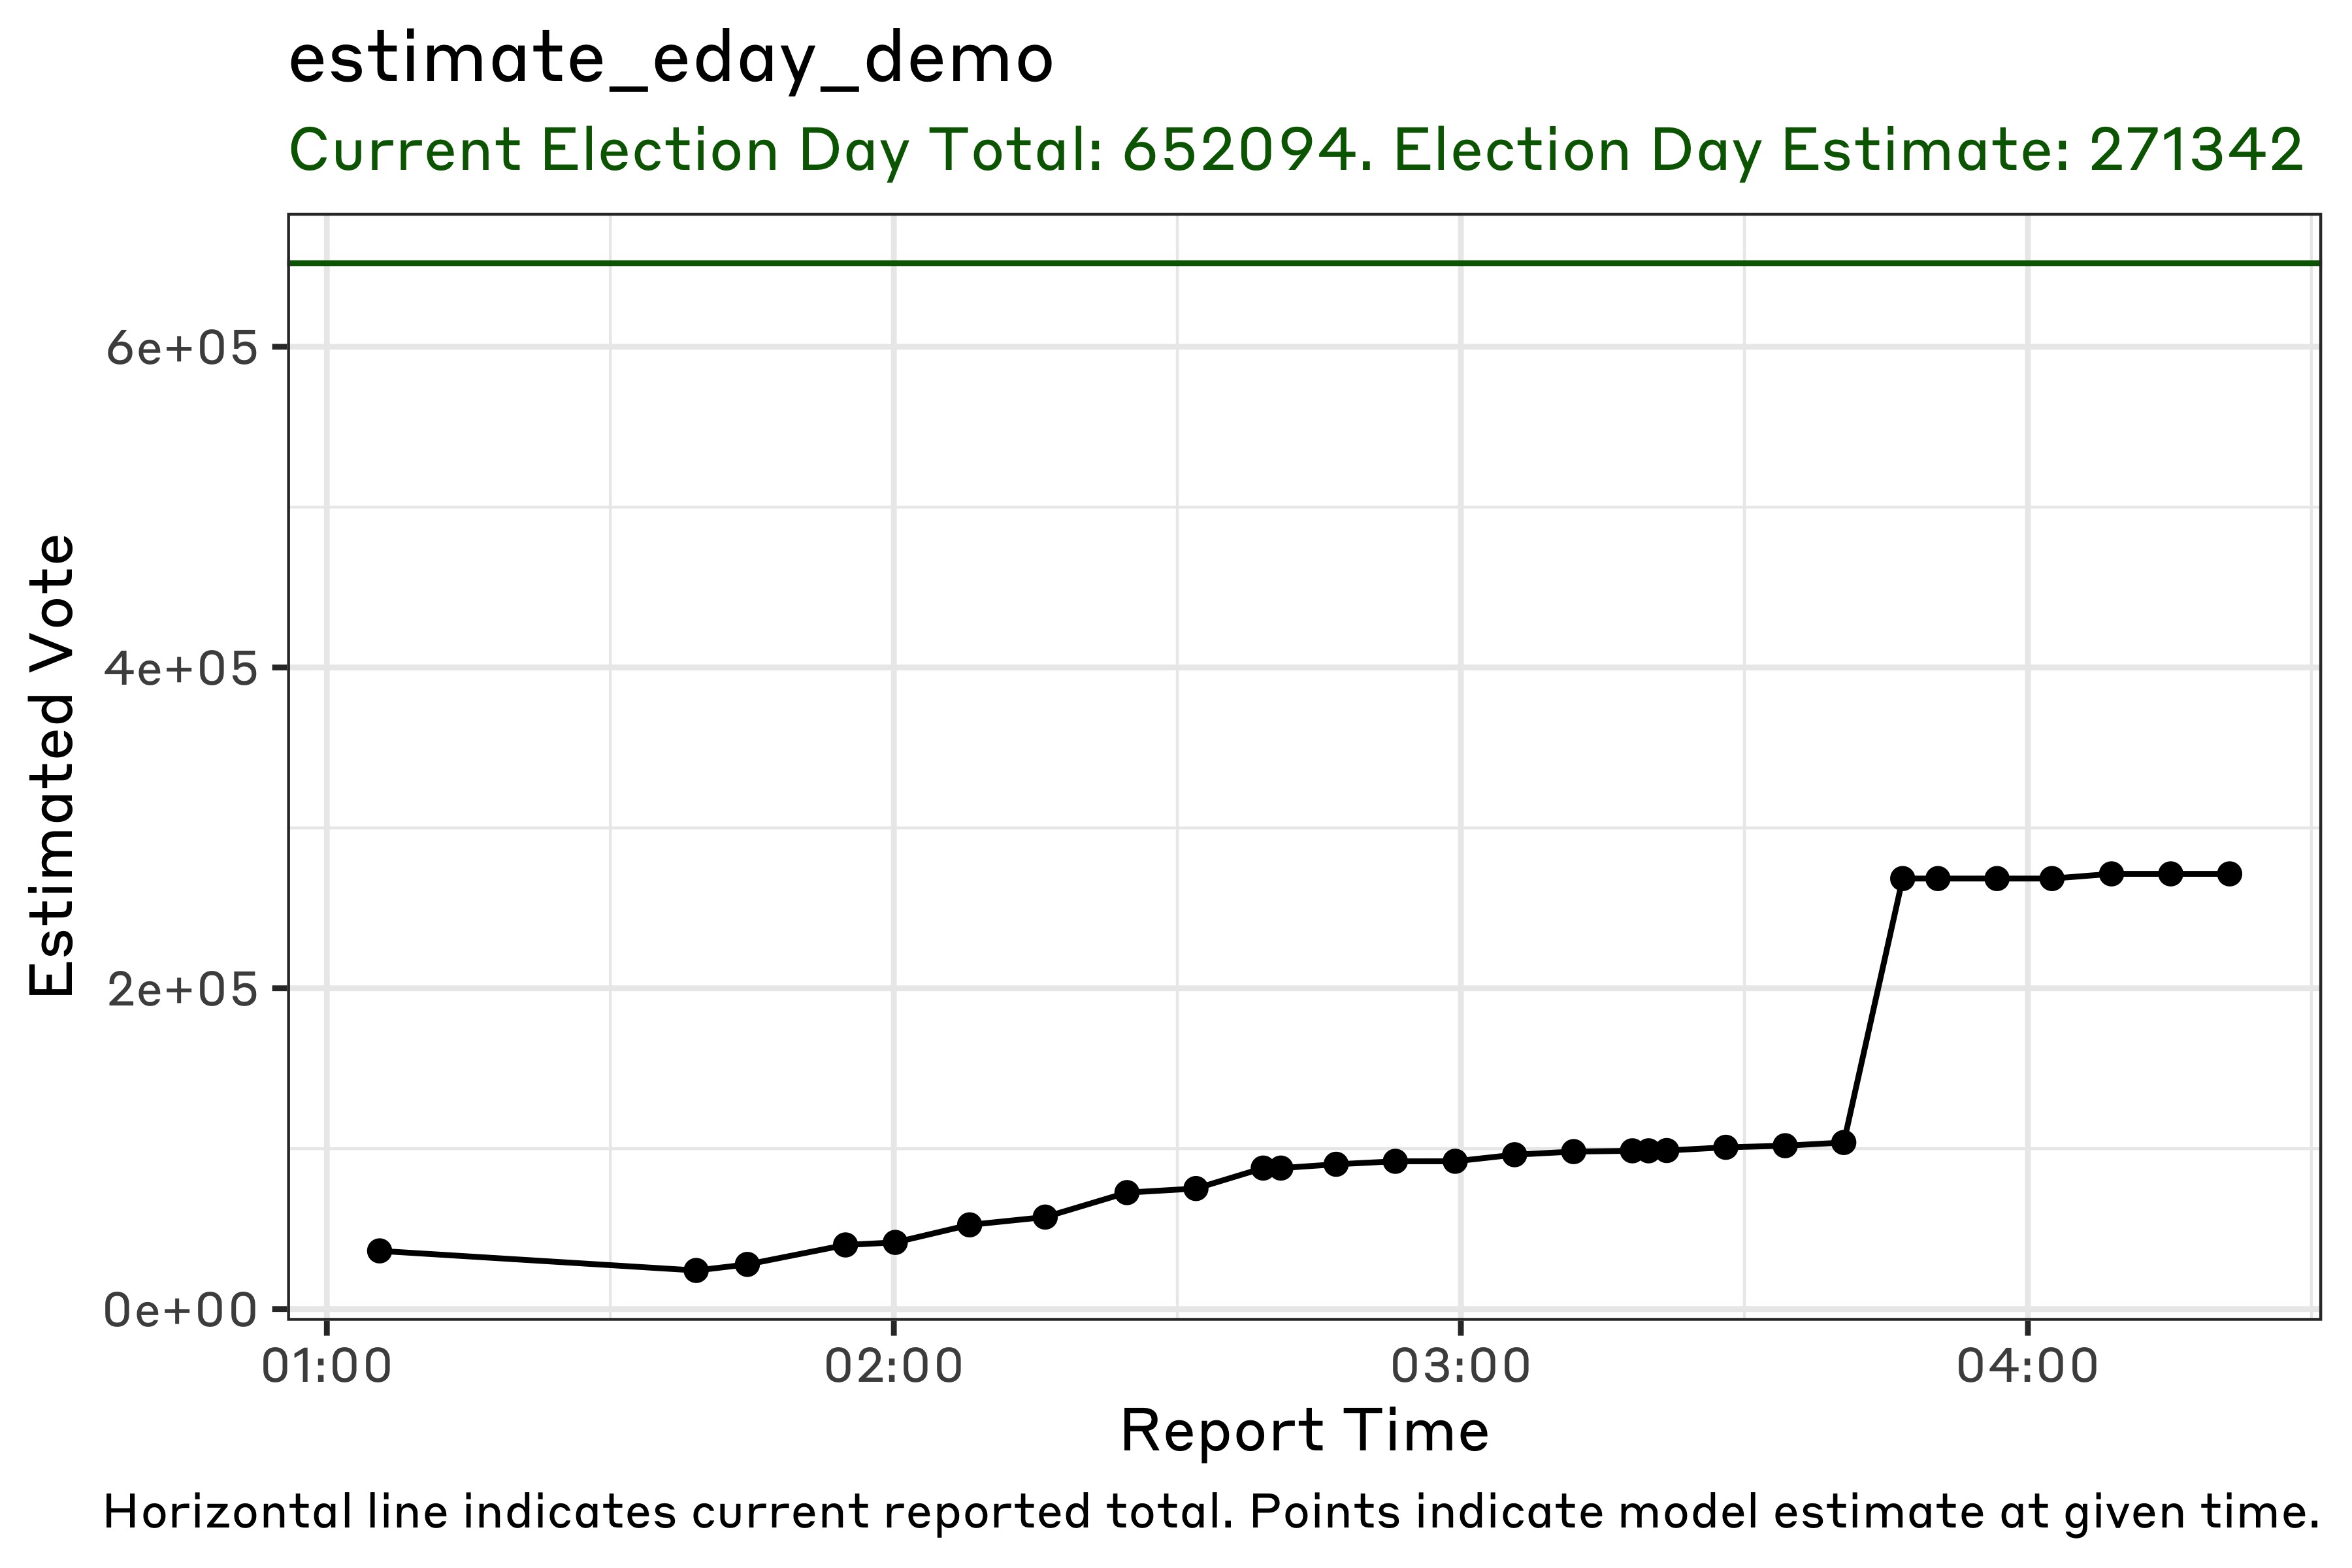 estimate_eday_demo
Current Election Day Total: 652094. Election Day Estimate: 271342
6e+05
4e+05
2e+05
0e+00
Estimated Vote
01:00 02:00 03:00 04:00
Report Time
Horizontal line indicates current reported total. Points indicate model estimate at given time.